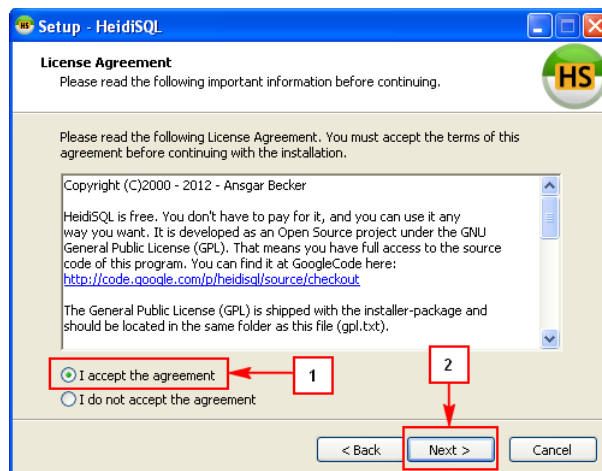 Setup - HeidiSQL
License Agreement
Please read the following important information before continuing.
HS
Please read the following License Agreement. You must accept the terms of this
agreement before continuing with the installation.
Copyright (C)2000 - 2012 - Ansgar Becker
HeidiSQL is free. You don't have to pay for it, and you can use it any
way you want. It is developed as an Open Source project under the GNU
General Public License (GPL). That means you have full access to the source
code of this program. You can find it at GoogleCode here:
http://code.google.com/p/heidisql/source/checkout
The General Public License (GPL) is shipped with the installer-package and
should be located in the same folder as this file (gpl.txt).
I accept the agreement
1
2
I do not accept the agreement
< Back
Next >
Cancel